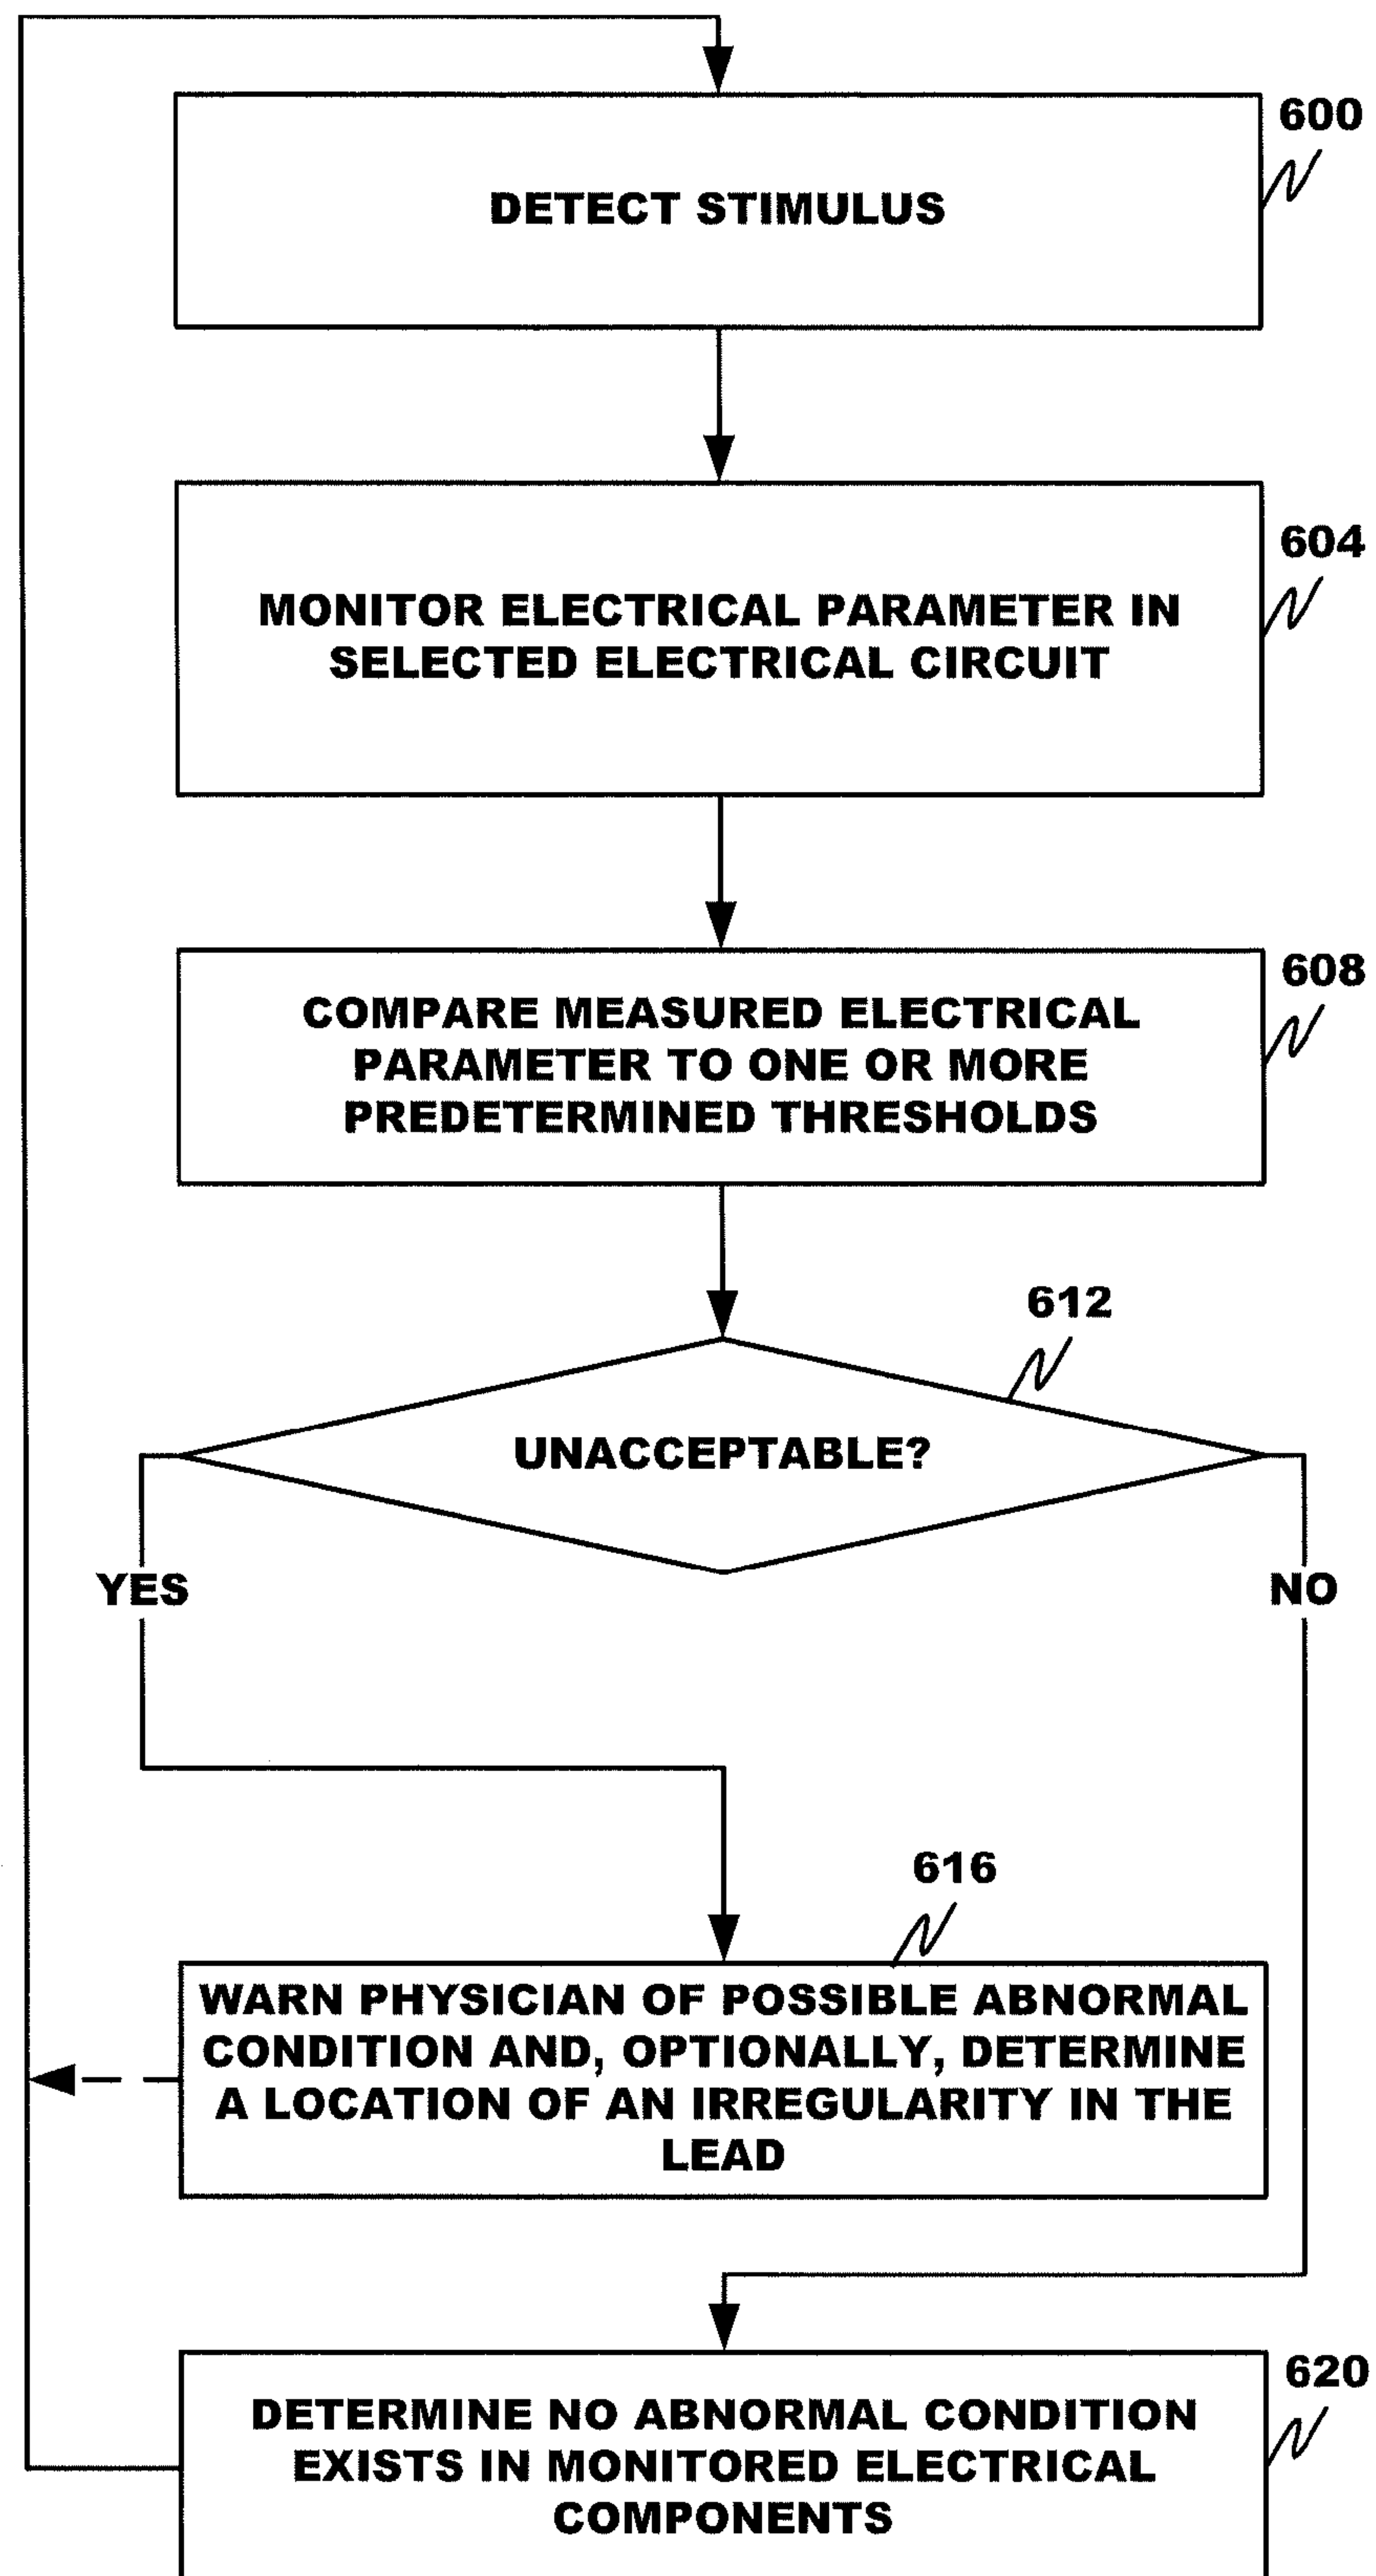 600
DETECT STIMULUS
604
MONITOR ELECTRICAL PARAMETER IN
SELECTED ELECTRICAL CIRCUIT
608
COMPARE MEASURED ELECTRICAL
PARAMETER TO ONE OR MORE
PREDETERMINED THRESHOLDS
612
UNACCEPTABLE?
YES
NO
616
WARN PHYSICIAN OF POSSIBLE ABNORMAL
CONDITION AND, OPTIONALLY, DETERMINE
A LOCATION OF AN IRREGULARITY IN THE
LEAD
620
DETERMINE NO ABNORMAL CONDITION
EXISTS IN MONITORED ELECTRICAL
COMPONENTS